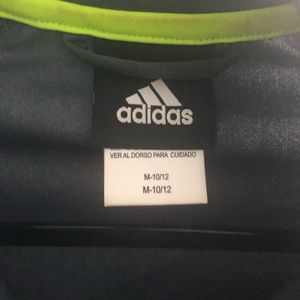 adidas
VER AL DORSO PARA CUIDADO
M-10/12
M-10/12